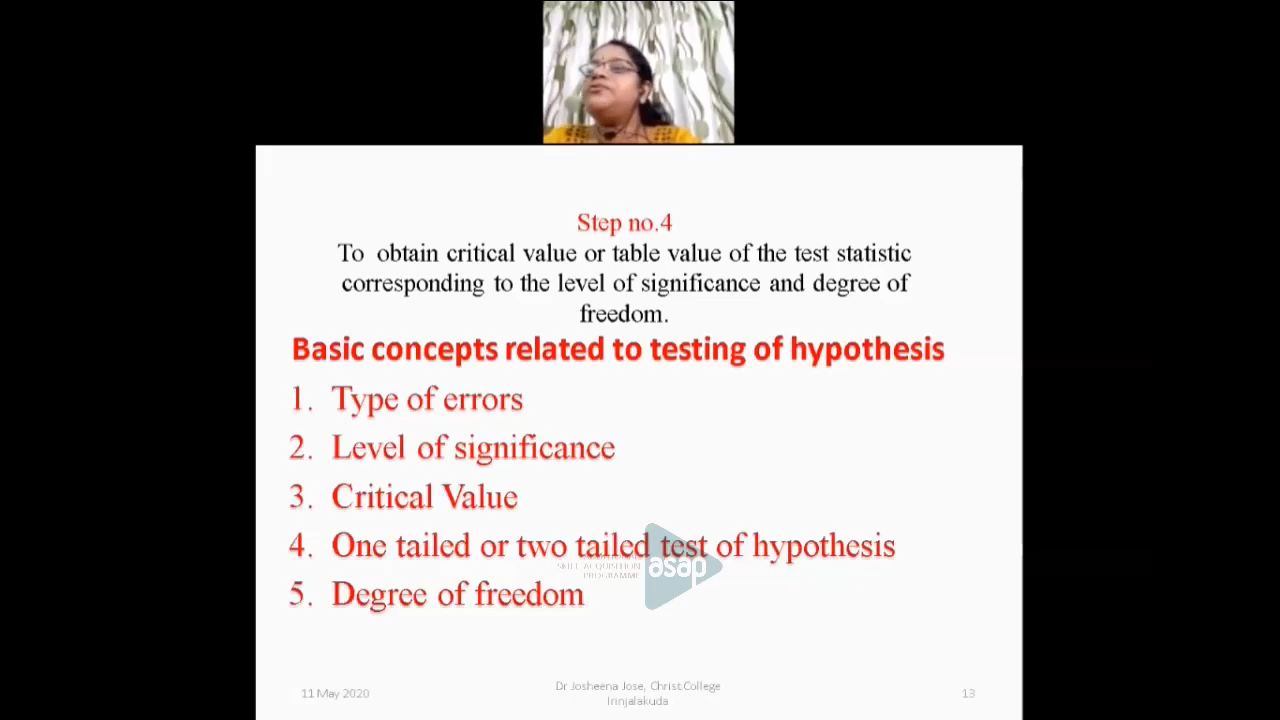 Step no.4
To obtain critical value or table value of the test statistic
corresponding to the level of significance and degree of
freedom.
Basic concepts related to testing of hypothesis
1. Type of errors
2. Level of significance
3. Critical Value
4. One tailed or two tailed test of hypothesis
SKILL ACQUISITION
PROGRAMME
asap
5. Degree of freedom
11 May 2020
Dr Josheena Jose, Christ College
Irinjalakuda
13